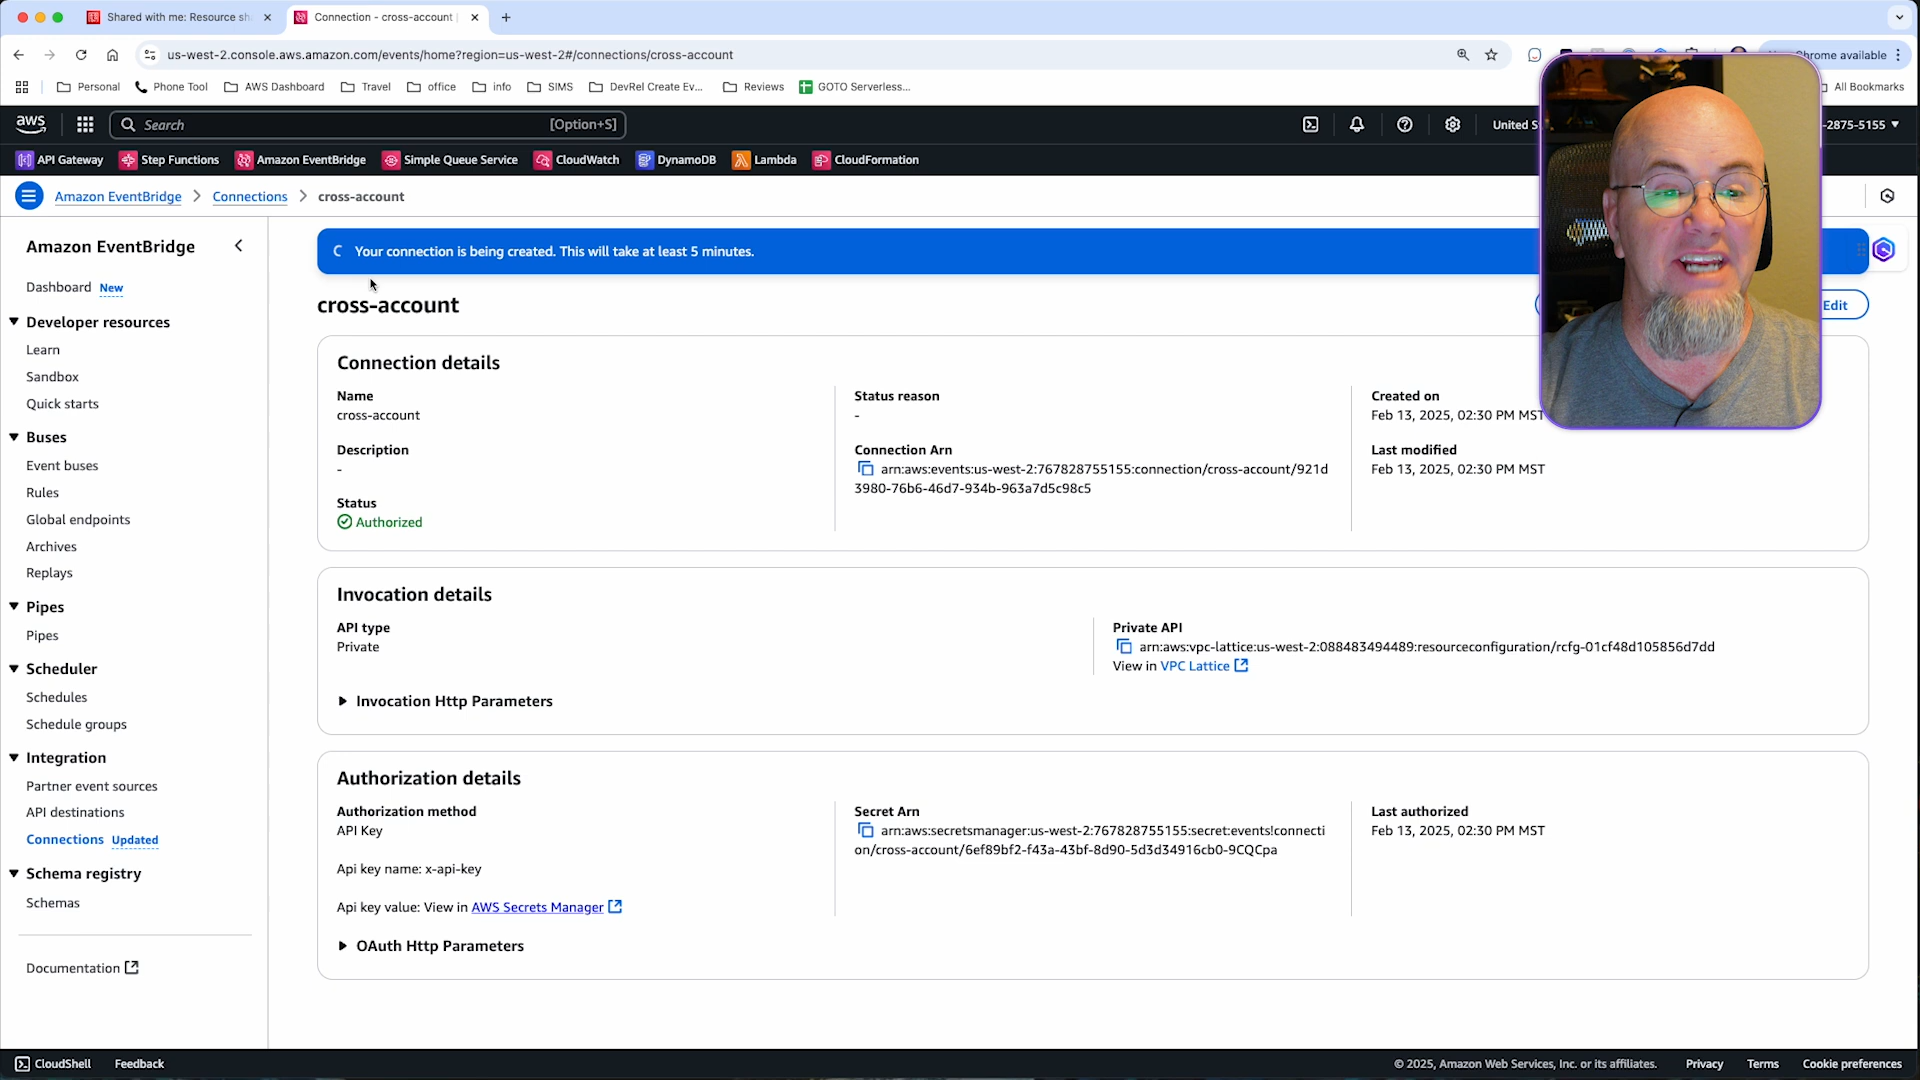 Shared with me: Resource sh
Connection - cross-account
us-west-2.console.aws.amazon.com/events/home?region=us-west-2#/connections/cross-account
Chrome available
Personal
Phone Tool
AWS Dashboard
Travel
office
info
SIMS
DevRel Create Ev...
Reviews
GOTO Serverless...
All Bookmarks
aws
Search
[Option+S]
United S
-2875-5155
API Gateway
Step Functions
Amazon EventBridge
Simple Queue Service
CloudWatch
DynamoDB
Lambda
CloudFormation
Amazon EventBridge
Connections
cross-account
Amazon EventBridge
Dashboard New
Developer resources
Learn
Sandbox
Quick starts
Buses
Event buses
Rules
Global endpoints
Archives
Replays
Pipes
Pipes
Scheduler
Schedules
Schedule groups
Integration
Partner event sources
API destinations
Connections Updated
Schema registry
Schemas
Documentation
Your connection is being created. This will take at least 5 minutes.
cross-account
Edit
Connection details
Name
cross-account
Description
-
Status
Authorized
Status reason
-
Connection Arn
arn:aws:events:us-west-2:767828755155:connection/cross-account/921d
3980-76b6-46d7-934b-963a7d5c98c5
Created on
Feb 13, 2025, 02:30 PM MST
Last modified
Feb 13, 2025, 02:30 PM MST
Invocation details
API type
Private
Private API
arn:aws:vpc-lattice:us-west-2:088483494489:resourceconfiguration/rcfg-01cf48d105856d7dd
View in VPC Lattice
Invocation Http Parameters
Authorization details
Authorization method
API Key
Api key name: x-api-key
Api key value: View in AWS Secrets Manager
Secret Arn
arn:aws:secretsmanager:us-west-2:767828755155:secret:events!connecti
on/cross-account/6ef89bf2-f43a-43bf-8d90-5d3d34916cb0-9CQCpa
Last authorized
Feb 13, 2025, 02:30 PM MST
OAuth Http Parameters
CloudShell
Feedback
© 2025, Amazon Web Services, Inc. or its affiliates.
Privacy
Terms
Cookie preferences